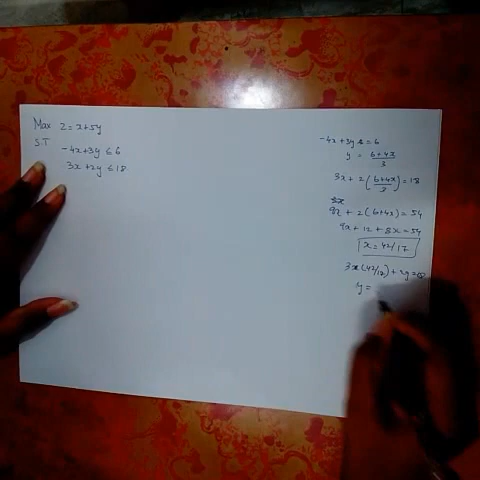 Max Z = x+5y
S.T
-4x+3y ≤ 6
3x+2y ≤ 18
-4x+3y = 6
y = (6+4x)/3
3x + 2((6+4x)/3) = 18
9x + 2(6+4x) = 54
9x + 12 + 8x = 54
x = 42/17
3x(42/17) + 2y = 18
y =